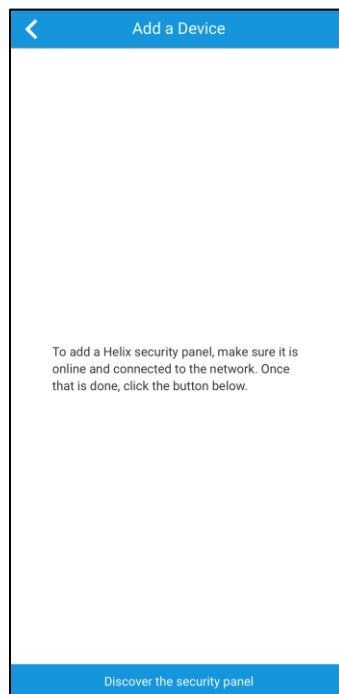 Add a Device
To add a Helix security panel, make sure it is
online and connected to the network. Once
that is done, click the button below.
Discover the security panel